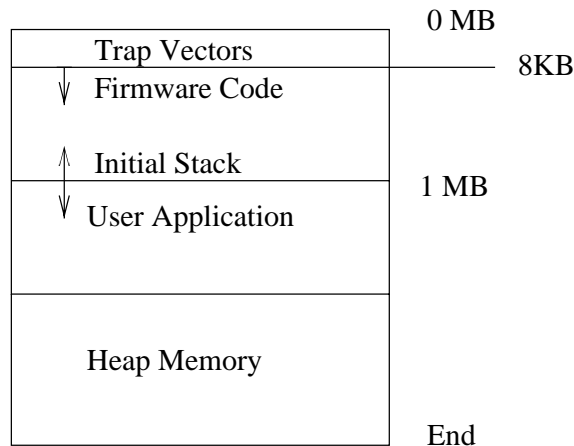 0 MB
Trap Vectors
8KB
Firmware Code
Initial Stack
1 MB
User Application
Heap Memory
End